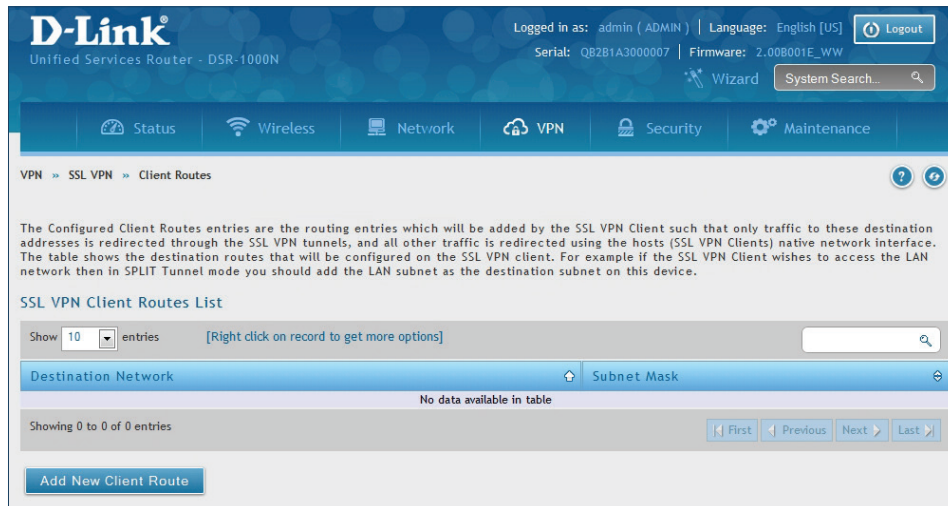 D-Link®
Unified Services Router - DSR-1000N
Logged in as: admin ( ADMIN ) | Language: English [US]
Logout
Serial: QB2B1A3000007 | Firmware: 2.00B001E_WW
Wizard
System Search...
Status
Wireless
Network
VPN
Security
Maintenance
VPN » SSL VPN » Client Routes
?
The Configured Client Routes entries are the routing entries which will be added by the SSL VPN Client such that only traffic to these destination
addresses is redirected through the SSL VPN tunnels, and all other traffic is redirected using the hosts (SSL VPN Clients) native network interface.
The table shows the destination routes that will be configured on the SSL VPN client. For example if the SSL VPN Client wishes to access the LAN
network then in SPLIT Tunnel mode you should add the LAN subnet as the destination subnet on this device.
SSL VPN Client Routes List
Show 10 entries
[Right click on record to get more options]
Destination Network
Subnet Mask
No data available in table
Showing 0 to 0 of 0 entries
First
Previous
Next
Last
Add New Client Route